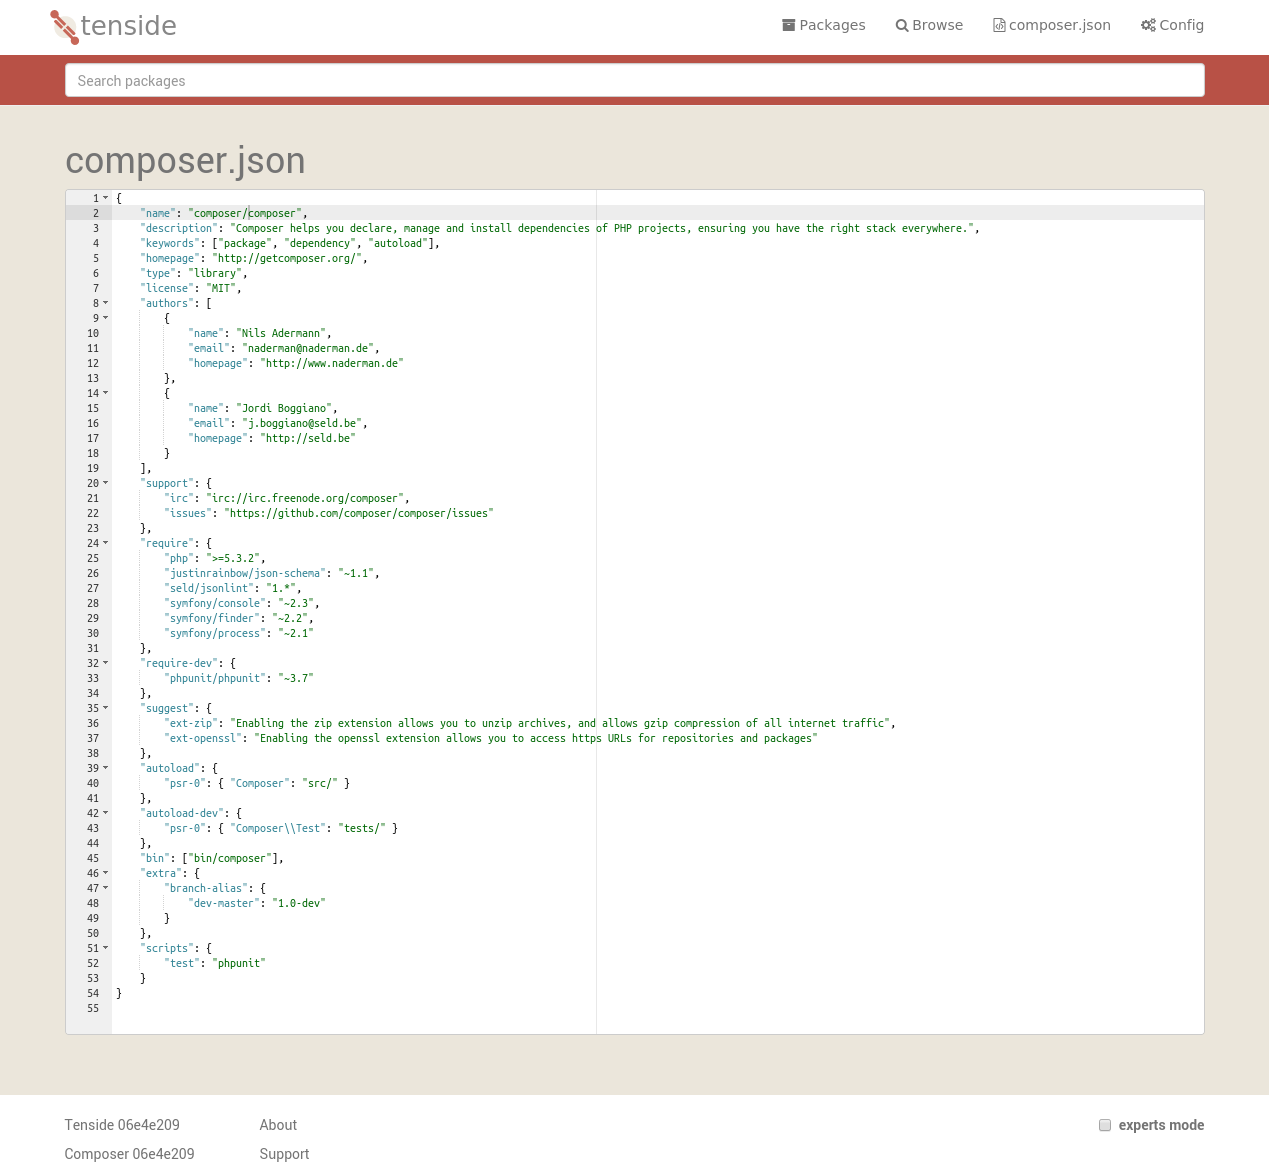 tenside
Packages Browse composer.json Config
Search packages
composer.json
1 {
2 "name": "composer/composer",
3 "description": "Composer helps you declare, manage and install dependencies of PHP projects, ensuring you have the right stack everywhere.",
4 "keywords": ["package", "dependency", "autoload"],
5 "homepage": "http://getcomposer.org/",
6 "type": "library",
7 "license": "MIT",
8 "authors": [
9 {
10 "name": "Nils Adermann",
11 "email": "naderman@naderman.de",
12 "homepage": "http://www.naderman.de"
13 },
14 {
15 "name": "Jordi Boggiano",
16 "email": "j.boggiano@seld.be",
17 "homepage": "http://seld.be"
18 }
19 ],
20 "support": {
21 "irc": "irc://irc.freenode.org/composer",
22 "issues": "https://github.com/composer/composer/issues"
23 },
24 "require": {
25 "php": ">=5.3.2",
26 "justinrainbow/json-schema": "~1.1",
27 "seld/jsonlint": "1.*",
28 "symfony/console": "~2.3",
29 "symfony/finder": "~2.2",
30 "symfony/process": "~2.1"
31 },
32 "require-dev": {
33 "phpunit/phpunit": "~3.7"
34 },
35 "suggest": {
36 "ext-zip": "Enabling the zip extension allows you to unzip archives, and allows gzip compression of all internet traffic",
37 "ext-openssl": "Enabling the openssl extension allows you to access https URLs for repositories and packages"
38 },
39 "autoload": {
40 "psr-0": { "Composer": "src/" }
41 },
42 "autoload-dev": {
43 "psr-0": { "Composer\\Test": "tests/" }
44 },
45 "bin": ["bin/composer"],
46 "extra": {
47 "branch-alias": {
48 "dev-master": "1.0-dev"
49 }
50 },
51 "scripts": {
52 "test": "phpunit"
53 }
54 }
55
Tenside 06e4e209 About experts mode
Composer 06e4e209 Support